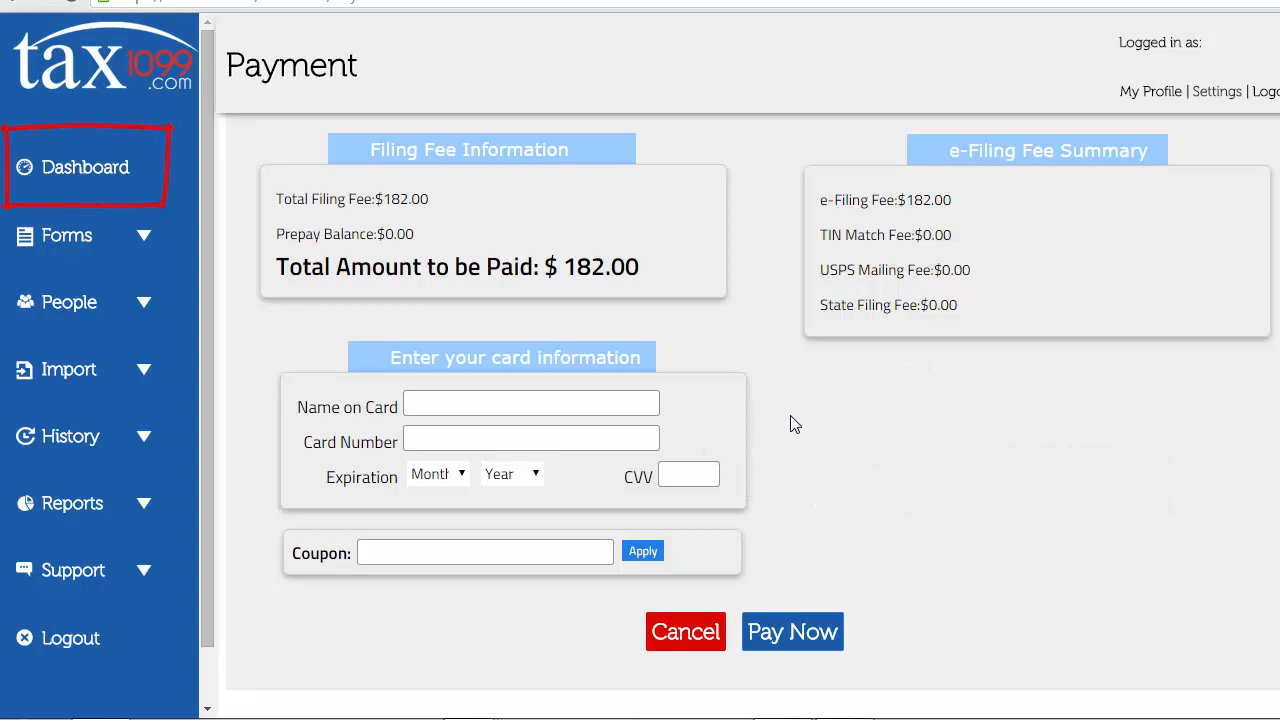 tax1099
.com
Payment
Logged in as:
My Profile | Settings |
Dashboard
Forms
People
Import
History
Reports
Support
Logout
Filing Fee Information
Total Filing Fee:$182.00
Prepay Balance:$0.00
Total Amount to be Paid: $ 182.00
e-Filing Fee Summary
e-Filing Fee:$182.00
TIN Match Fee:$0.00
USPS Mailing Fee:$0.00
State Filing Fee:$0.00
Enter your card information
Name on Card
Card Number
Expiration Month Year CVV
Coupon: Apply
Cancel Pay Now